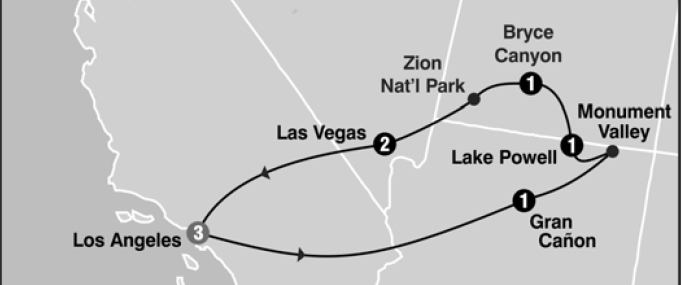 Bryce
Canyon
1
Zion
Nat'l Park
Monument
Valley
Las Vegas
2
Lake Powell
1
1
Gran
Cañon
Los Angeles
3